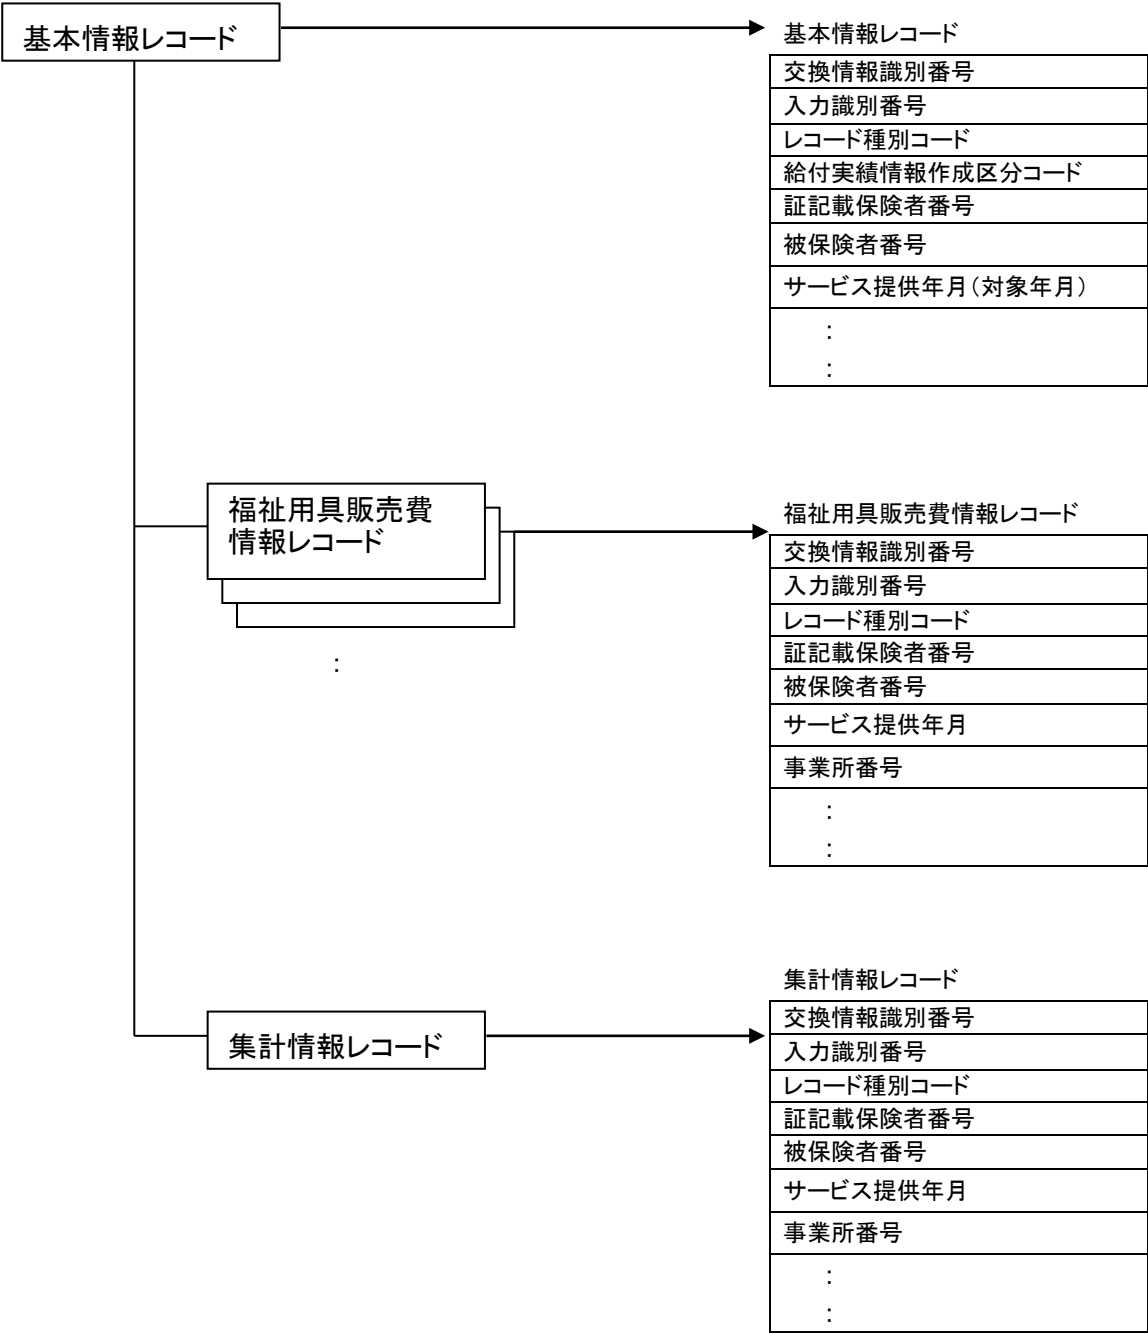 基本情報レコード
基本情報レコード
交換情報識別番号
入力識別番号
レコード種別コード
給付実績情報作成区分コード
証記載保険者番号
被保険者番号
サービス提供年月(対象年月)
:
:
福祉用具販売費
情報レコード
:
福祉用具販売費情報レコード
交換情報識別番号
入力識別番号
レコード種別コード
証記載保険者番号
被保険者番号
サービス提供年月
事業所番号
:
:
集計情報レコード
集計情報レコード
交換情報識別番号
入力識別番号
レコード種別コード
証記載保険者番号
被保険者番号
サービス提供年月
事業所番号
:
: